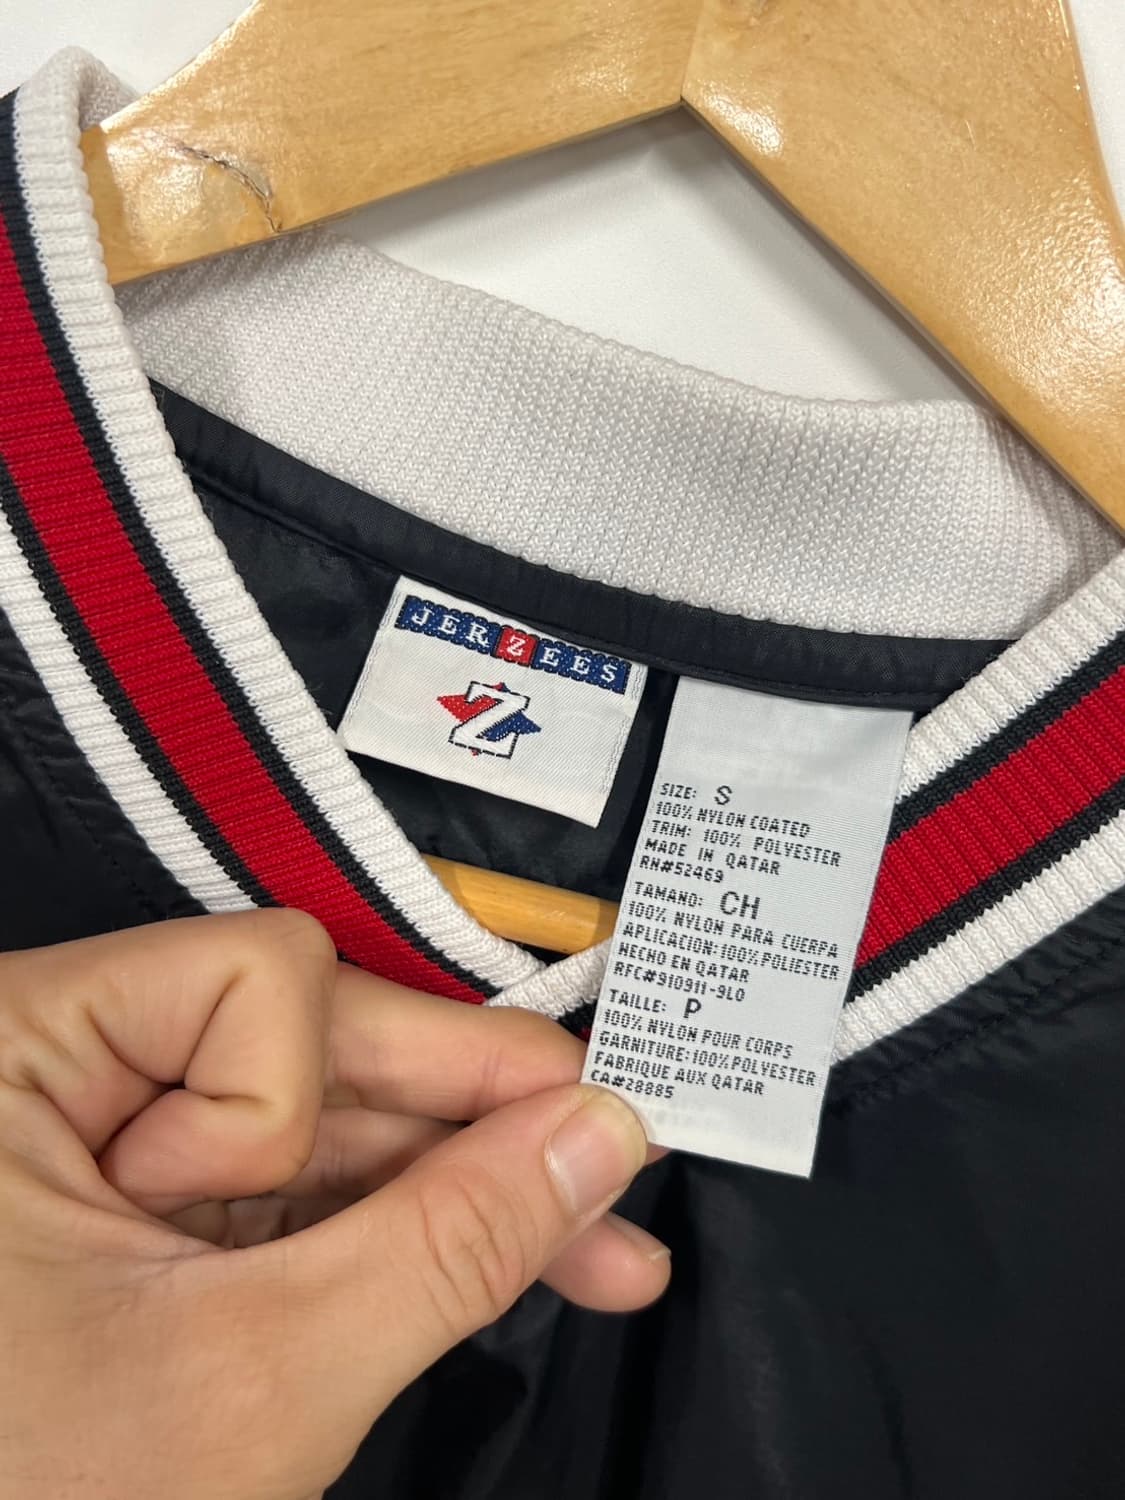 JERZEES
Z
SIZE: S
100% NYLON COATED
TRIM: 100% POLYESTER
MADE IN QATAR
RN#52469
TAMANO: CH
100% NYLON PARA CUERPA
APLICACION:100%POLIESTER
HECHO EN QATAR
RFC#910911-9L0
TAILLE: P
100% NYLON POUR CORPS
GARNITURE:100%POLYESTER
FABRIQUE AUX QATAR
CA#28885